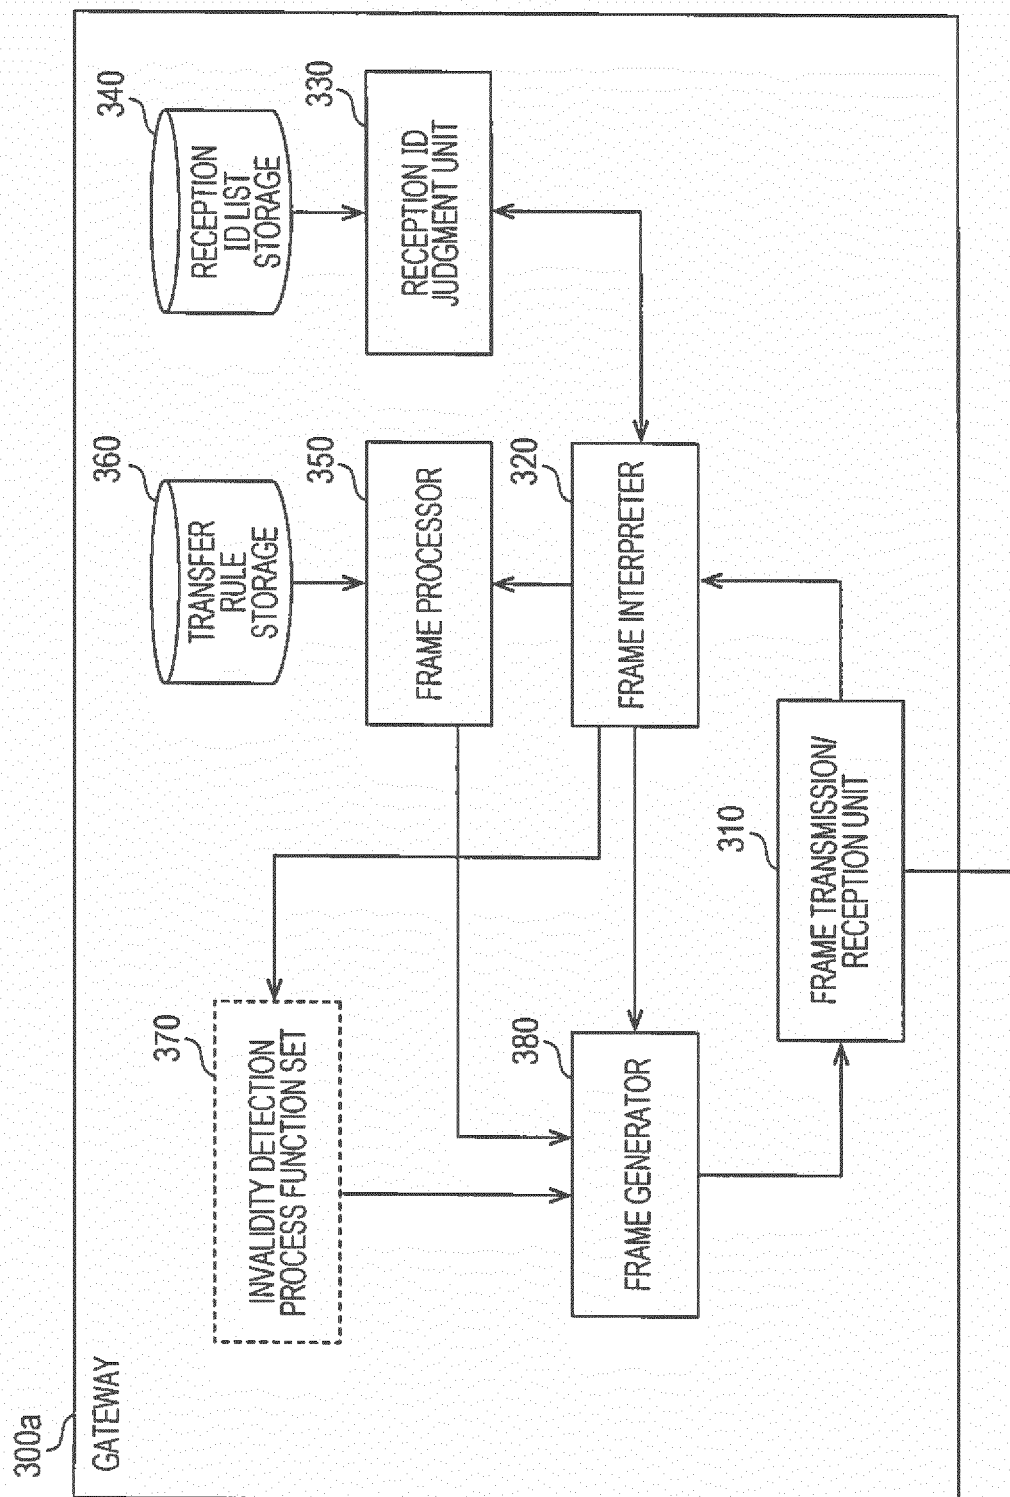 300a
GATEWAY
370
INVALIDITY DETECTION
PROCESS FUNCTION SET
360
TRANSFER
RULE
STORAGE
340
RECEPTION
ID LIST
STORAGE
350
FRAME PROCESSOR
330
RECEPTION ID
JUDGMENT UNIT
380
FRAME GENERATOR
320
FRAME INTERPRETER
310
FRAME TRANSMISSION/
RECEPTION UNIT